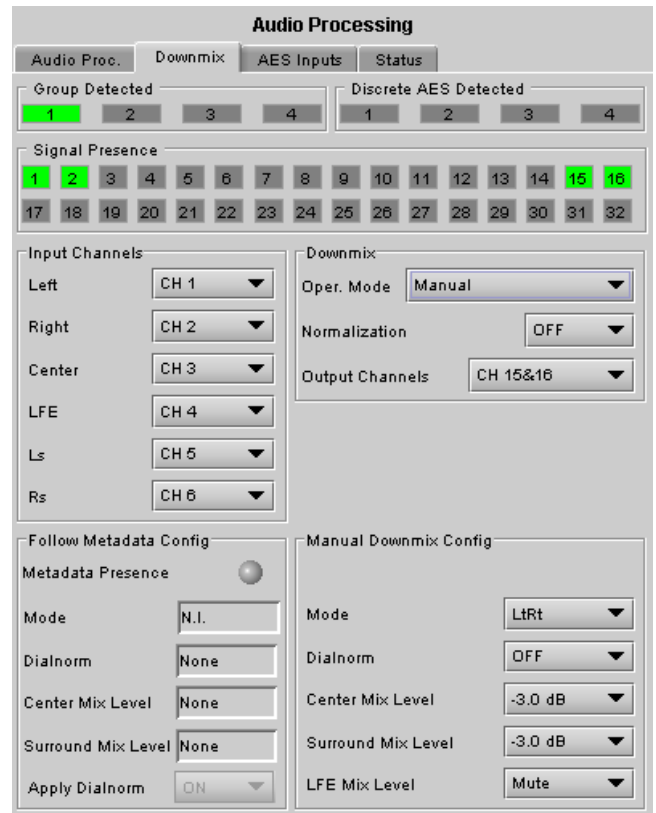 Audio Processing
Audio Proc. Downmix AES Inputs Status
Group Detected
1 2 3 4
Discrete AES Detected
1 2 3 4
Signal Presence
1 2 3 4 5 6 7 8 9 10 11 12 13 14 15 16
17 18 19 20 21 22 23 24 25 26 27 28 29 30 31 32
Input Channels
Left CH 1
Right CH 2
Center CH 3
LFE CH 4
Ls CH 5
Rs CH 6
Downmix
Oper. Mode Manual
Normalization OFF
Output Channels CH 15&16
Follow Metadata Config
Metadata Presence
Mode N.I.
Dialnorm None
Center Mix Level None
Surround Mix Level None
Apply Dialnorm ON
Manual Downmix Config
Mode LtRt
Dialnorm OFF
Center Mix Level -3.0 dB
Surround Mix Level -3.0 dB
LFE Mix Level Mute